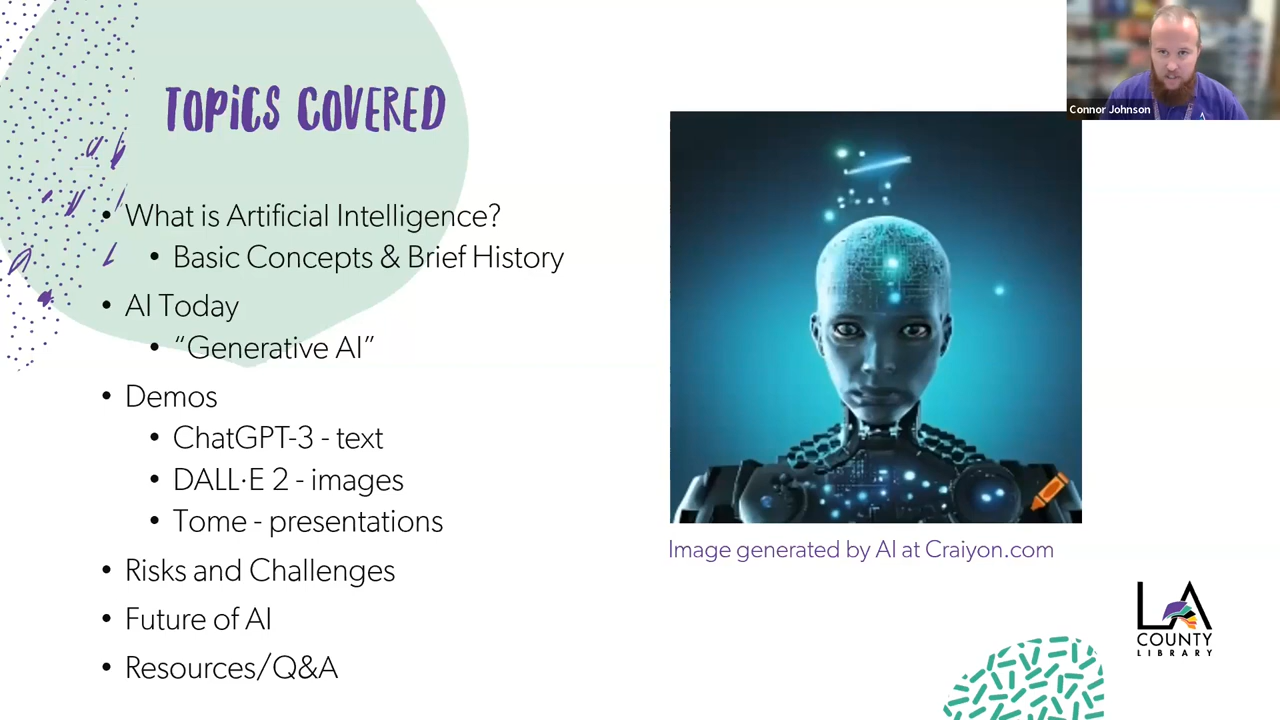 TOPiCS COVERED
• What is Artificial Intelligence?
• Basic Concepts & Brief History
• AI Today
• “Generative AI”
• Demos
• ChatGPT-3 - text
• DALL·E 2 - images
• Tome - presentations
• Risks and Challenges
• Future of AI
• Resources/Q&A
Connor Johnson
Image generated by AI at Craiyon.com
LA
COUNTY
LIBRARY